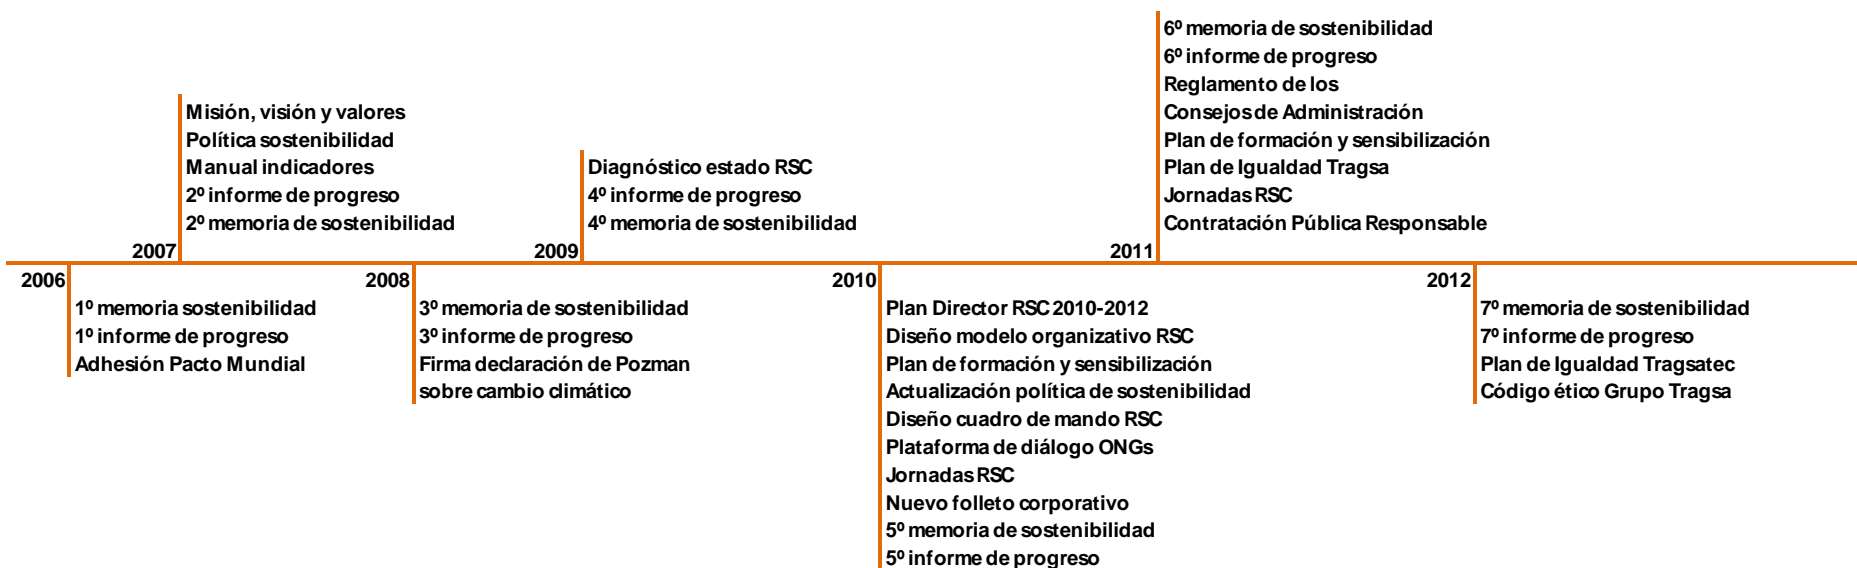 2006
1º memoria sostenibilidad
1º informe de progreso
Adhesión Pacto Mundial
2007
Misión, visión y valores
Política sostenibilidad
Manual indicadores
2º informe de progreso
2º memoria de sostenibilidad
2008
3º memoria de sostenibilidad
3º informe de progreso
Firma declaración de Pozman
sobre cambio climático
2009
Diagnóstico estado RSC
4º informe de progreso
4º memoria de sostenibilidad
2010
Plan Director RSC 2010-2012
Diseño modelo organizativo RSC
Plan de formación y sensibilización
Actualización política de sostenibilidad
Diseño cuadro de mando RSC
Plataforma de diálogo ONGs
Jornadas RSC
Nuevo folleto corporativo
5º memoria de sostenibilidad
5º informe de progreso
2011
6º memoria de sostenibilidad
6º informe de progreso
Reglamento de los
Consejos de Administración
Plan de formación y sensibilización
Plan de Igualdad Tragsa
Jornadas RSC
Contratación Pública Responsable
2012
7º memoria de sostenibilidad
7º informe de progreso
Plan de Igualdad Tragsatec
Código ético Grupo Tragsa